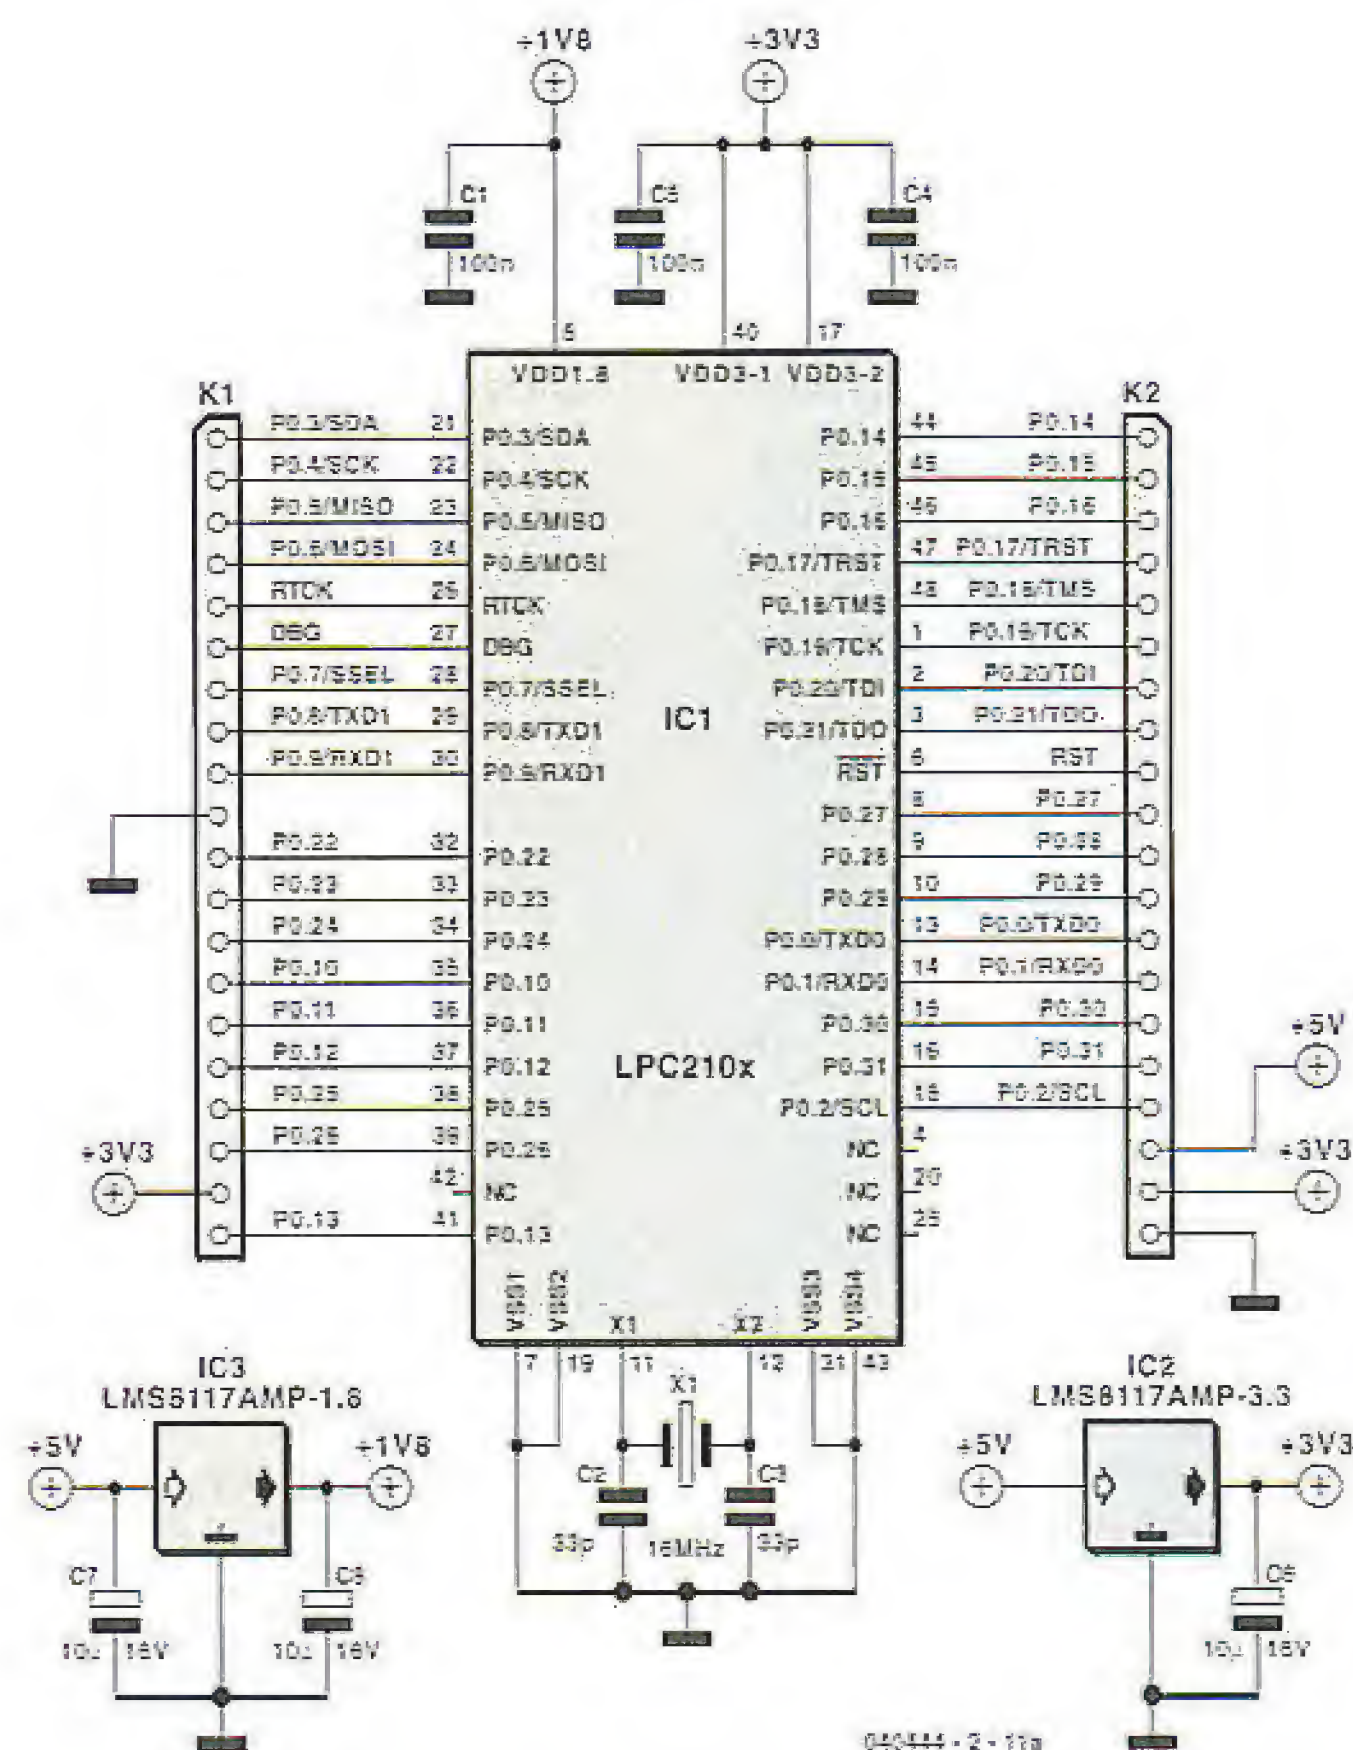 +1V8
+3V3
C1
100n
C5
100n
C4
100n
5
40
17
VDD1.8
VDD3-1
VDD3-2
K1
K2
P0.3/SDA 21 P0.3/SDA
P0.14 44 P0.14
P0.4/SCK 22 P0.4/SCK
P0.15 45 P0.15
P0.5/MISO 23 P0.5/MISO
P0.16 46 P0.16
P0.6/MOSI 24 P0.6/MOSI
P0.17/TRST 47 P0.17/TRST
RTCK 26 RTCK
P0.18/TMS 48 P0.18/TMS
DBG 27 DBG
P0.19/TCK 1 P0.19/TCK
P0.7/SSEL 28 P0.7/SSEL
P0.20/TDI 2 P0.20/TDI
P0.8/TXD1 29 P0.8/TXD1
IC1
P0.21/TDO 3 P0.21/TDO
P0.9/RXD1 30 P0.9/RXD1
RST 6 RST
P0.27 8 P0.27
P0.22 32 P0.22
P0.28 9 P0.28
P0.23 33 P0.23
P0.29 10 P0.29
P0.24 34 P0.24
P0.0/TXD0 13 P0.0/TXD0
P0.10 35 P0.10
P0.1/RXD0 14 P0.1/RXD0
P0.11 36 P0.11
P0.30 15 P0.30
+5V
P0.12 37 P0.12
LPC210x
P0.31 16 P0.31
P0.25 38 P0.25
P0.2/SCL 18 P0.2/SCL
P0.26 39 P0.26
NC 4
+3V3
42 NC
NC 20
+3V3
P0.13 41 P0.13
NC 25
VSS1
VSS2
X1
X2
VSS3
VSS4
7
19
11
12
31
43
X1
IC3
LMS8117AMP-1.8
IC2
LMS8117AMP-3.3
+5V
+1V8
+5V
+3V3
C2
33p
16MHz
C3
33p
C7
10µ 16V
10µ 16V
10µ 16V